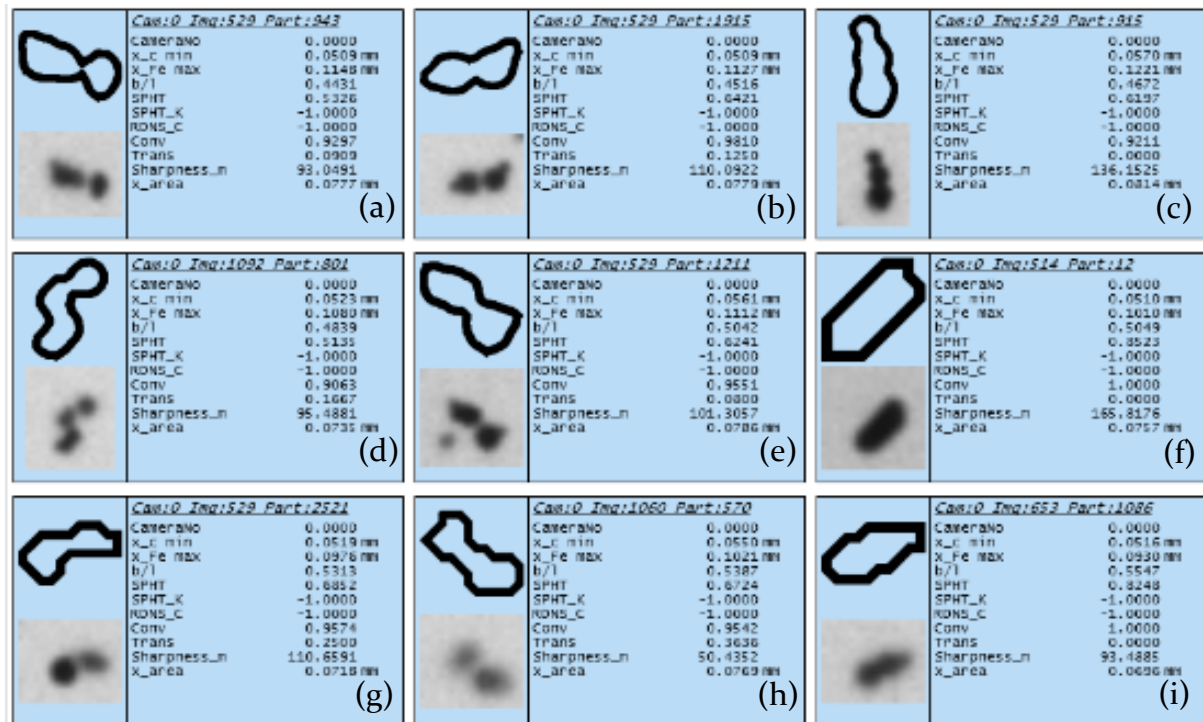 Cam:0 Img:529 Part:943
CameraNo 0.0000
x_c min 0.0509 mm
x_Fe max 0.1148 mm
b/l 0.4431
SPHT 0.5326
SPHT_K -1.0000
RDNS_C -1.0000
Conv 0.9297
Trans 0.0909
Sharpness_m 93.0491
x_area 0.0777 mm
(a)
Cam:0 Img:529 Part:1915
CameraNo 0.0000
x_c min 0.0509 mm
x_Fe max 0.1127 mm
b/l 0.4516
SPHT 0.6421
SPHT_K -1.0000
RDNS_C -1.0000
Conv 0.9810
Trans 0.1250
Sharpness_m 110.0922
x_area 0.0779 mm
(b)
Cam:0 Img:529 Part:915
CameraNo 0.0000
x_c min 0.0570 mm
x_Fe max 0.1221 mm
b/l 0.4672
SPHT 0.6197
SPHT_K -1.0000
RDNS_C -1.0000
Conv 0.9211
Trans 0.0000
Sharpness_m 136.1525
x_area 0.0814 mm
(c)
Cam:0 Img:1092 Part:801
CameraNo 0.0000
x_c min 0.0523 mm
x_Fe max 0.1080 mm
b/l 0.4839
SPHT 0.5135
SPHT_K -1.0000
RDNS_C -1.0000
Conv 0.9063
Trans 0.1667
Sharpness_m 95.4881
x_area 0.0735 mm
(d)
Cam:0 Img:529 Part:1211
CameraNo 0.0000
x_c min 0.0561 mm
x_Fe max 0.1112 mm
b/l 0.5042
SPHT 0.6241
SPHT_K -1.0000
RDNS_C -1.0000
Conv 0.9551
Trans 0.0800
Sharpness_m 101.3057
x_area 0.0786 mm
(e)
Cam:0 Img:514 Part:12
CameraNo 0.0000
x_c min 0.0510 mm
x_Fe max 0.1010 mm
b/l 0.5049
SPHT 0.8523
SPHT_K -1.0000
RDNS_C -1.0000
Conv 1.0000
Trans 0.0000
Sharpness_m 165.8176
x_area 0.0757 mm
(f)
Cam:0 Img:529 Part:2521
CameraNo 0.0000
x_c min 0.0519 mm
x_Fe max 0.0976 mm
b/l 0.5313
SPHT 0.6852
SPHT_K -1.0000
RDNS_C -1.0000
Conv 0.9574
Trans 0.2500
Sharpness_m 110.6591
x_area 0.0718 mm
(g)
Cam:0 Img:1060 Part:570
CameraNo 0.0000
x_c min 0.0550 mm
x_Fe max 0.1021 mm
b/l 0.5387
SPHT 0.6724
SPHT_K -1.0000
RDNS_C -1.0000
Conv 0.9542
Trans 0.3636
Sharpness_m 50.4352
x_area 0.0769 mm
(h)
Cam:0 Img:653 Part:1086
CameraNo 0.0000
x_c min 0.0516 mm
x_Fe max 0.0930 mm
b/l 0.5547
SPHT 0.8248
SPHT_K -1.0000
RDNS_C -1.0000
Conv 1.0000
Trans 0.0000
Sharpness_m 93.4885
x_area 0.0696 mm
(i)